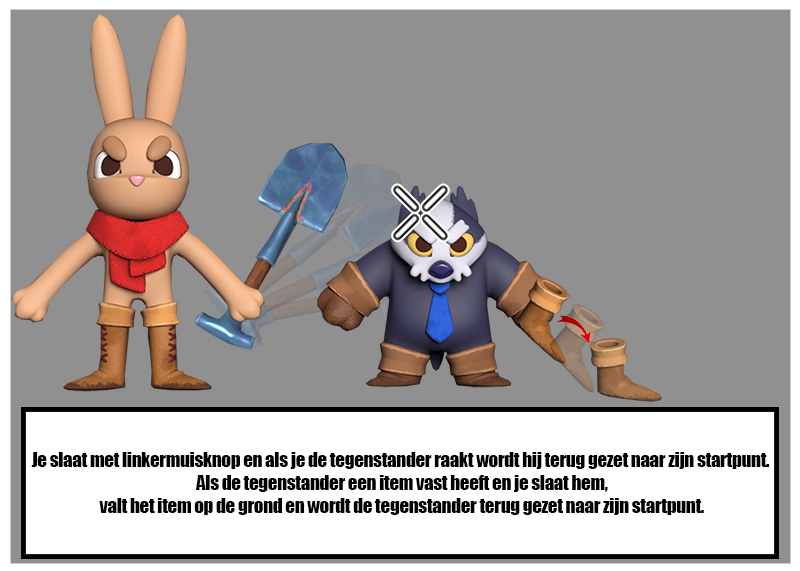 Je slaat met linkermuisknop en als je de tegenstander raakt wordt hij terug gezet naar zijn startpunt.
Als de tegenstander een item vast heeft en je slaat hem,
valt het item op de grond en wordt de tegenstander terug gezet naar zijn startpunt.